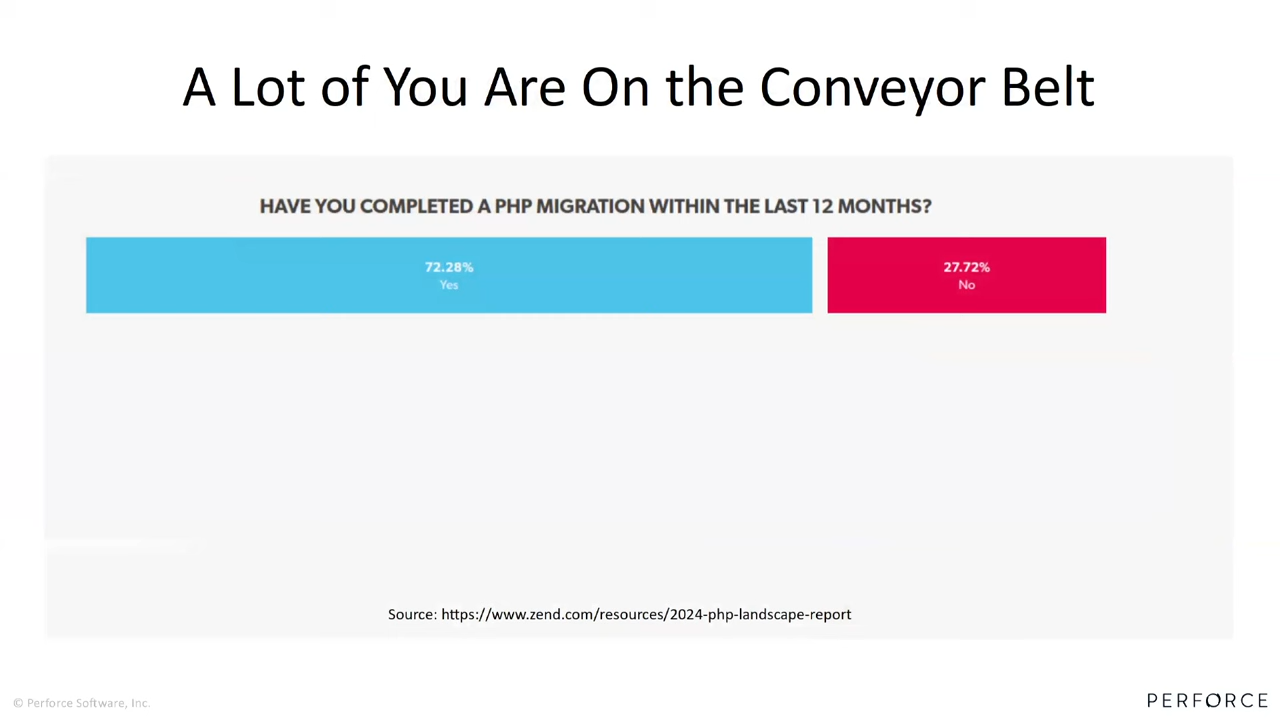 A Lot of You Are On the Conveyor Belt
HAVE YOU COMPLETED A PHP MIGRATION WITHIN THE LAST 12 MONTHS?
72.28%
Yes
27.72%
No
Source: https://www.zend.com/resources/2024-php-landscape-report
© Perforce Software, Inc.
PERFORCE